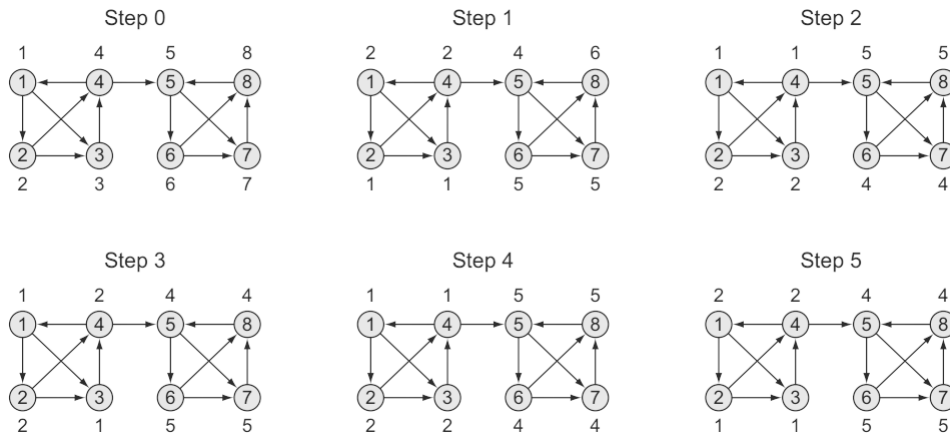 Step 0 Step 1 Step 2
1 4 5 8 2 2 4 6 1 1 5 5
1 4 5 8 1 4 5 8 1 4 5 8
2 3 6 7 2 3 6 7 2 3 6 7
2 3 6 7 1 1 5 5 2 2 4 4
Step 3 Step 4 Step 5
1 2 4 4 1 1 5 5 2 2 4 4
1 4 5 8 1 4 5 8 1 4 5 8
2 3 6 7 2 3 6 7 2 3 6 7
2 1 5 5 2 2 4 4 1 1 5 5